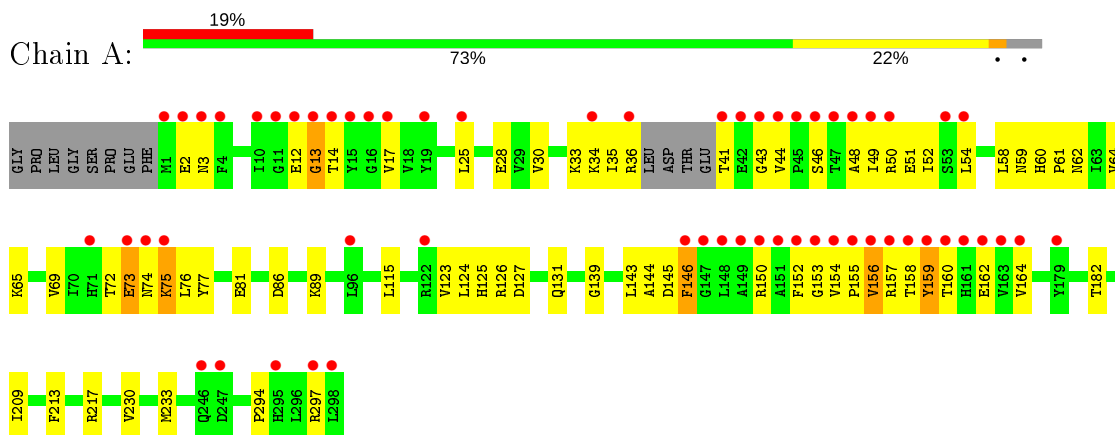 19%
Chain A:
73% 22% • •
GLY PRO LEU GLY SER PRO GLU PHE M1 E2 N3 F4 I10 G11 E12 G13 T14 Y15 G16 V17 V18 Y19 L25 E28 V29 V30 K33 K34 I35 R36 LEU ASP THR GLU T41 E42 G43 V44 P45 S46 T47 A48 I49 R50 E51 I52 S53 L54 L58 N59 H60 P61 N62 I63 V64
K65 V69 I70 H71 T72 E73 N74 K75 L76 Y77 E81 D86 K89 L96 L115 R122 V123 L124 H125 R126 D127 Q131 G139 L143 A144 D145 F146 G147 L148 A149 R150 A151 F152 G153 V154 P155 V156 R157 T158 Y159 T160 H161 E162 V163 V164 Y179 T182
I209 F213 R217 V230 M233 Q246 D247 P294 H295 L296 R297 L298